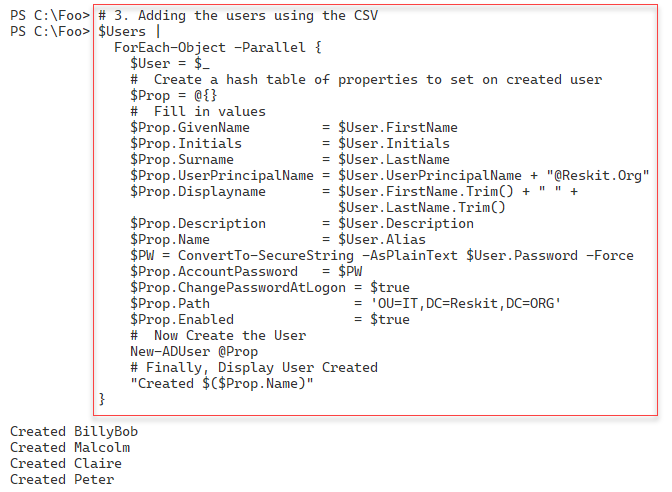 PS C:\Foo> # 3. Adding the users using the CSV
PS C:\Foo> $Users |
ForEach-Object -Parallel {
$User = $_
#  Create a hash table of properties to set on created user
$Prop = @{}
#  Fill in values
$Prop.GivenName         = $User.FirstName
$Prop.Initials          = $User.Initials
$Prop.Surname           = $User.LastName
$Prop.UserPrincipalName = $User.UserPrincipalName + "@Reskit.Org"
$Prop.Displayname       = $User.FirstName.Trim() + " " +
$User.LastName.Trim()
$Prop.Description       = $User.Description
$Prop.Name              = $User.Alias
$PW = ConvertTo-SecureString -AsPlainText $User.Password -Force
$Prop.AccountPassword   = $PW
$Prop.ChangePasswordAtLogon = $true
$Prop.Path                  = 'OU=IT,DC=Reskit,DC=ORG'
$Prop.Enabled               = $true
#  Now Create the User
New-ADUser @Prop
# Finally, Display User Created
"Created $($Prop.Name)"
}
Created BillyBob
Created Malcolm
Created Claire
Created Peter